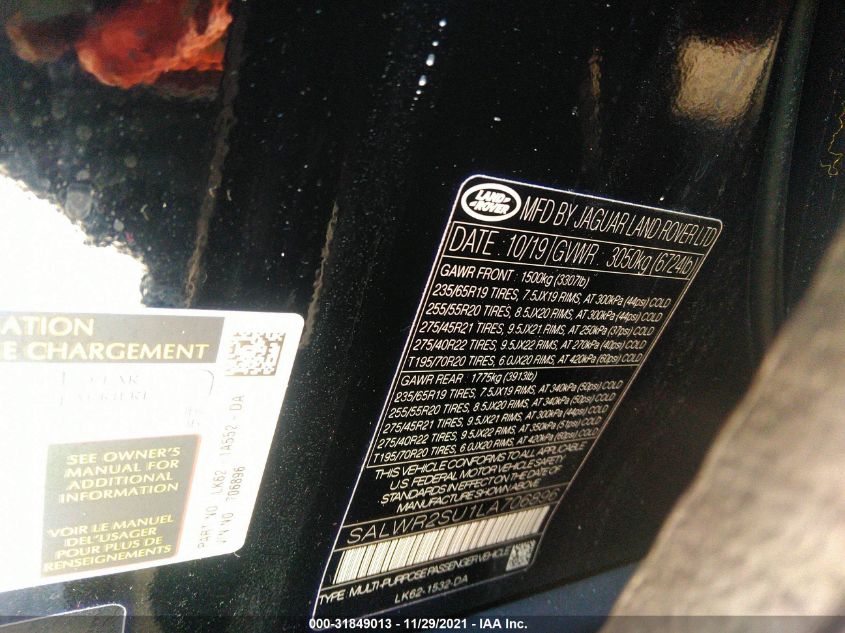 LAND ROVER
MFD BY JAGUAR LAND ROVER LTD
DATE : 10/19 GVWR : 3050kg (6724lb)
GAWR FRONT : 1500kg (3307lb)
235/65R19 TIRES, 7.5JX19 RIMS, AT 300kPa (44psi) COLD
255/55R20 TIRES, 8.5JX20 RIMS, AT 300kPa (44psi) COLD
275/45R21 TIRES, 9.5JX21 RIMS, AT 250kPa (37psi) COLD
275/40R22 TIRES, 9.5JX22 RIMS, AT 270kPa (40psi) COLD
T195/70R20 TIRES, 6.0JX20 RIMS, AT 420kPa (60psi) COLD
GAWR REAR : 1775kg (3913lb)
235/65R19 TIRES, 7.5JX19 RIMS, AT 340kPa (50psi) COLD
255/55R20 TIRES, 8.5JX20 RIMS, AT 340kPa (50psi) COLD
275/45R21 TIRES, 9.5JX21 RIMS, AT 300kPa (44psi) COLD
275/40R22 TIRES, 9.5JX22 RIMS, AT 350kPa (51psi) COLD
T195/70R20 TIRES, 6.0JX20 RIMS, AT 420kPa (60psi) COLD
THIS VEHICLE CONFORMS TO ALL APPLICABLE
U.S. FEDERAL MOTOR VEHICLE SAFETY
STANDARDS IN EFFECT ON THE DATE OF
MANUFACTURE SHOWN ABOVE
SALWR2SU1LA706896
TYPE: MULTI-PURPOSE PASSENGER VEHICLE
LK62-1532-DA
ATION
E CHARGEMENT
REAR
ARRIERE
SEE OWNER'S
MANUAL FOR
ADDITIONAL
INFORMATION
VOIR LE MANUEL
DEL'USAGER
POUR PLUS DE
RENSEIGNEMENTS
PART NO LK62 - 1A552 - DA
VIN NO. 706896
000-31849013 - 11/29/2021 - IAA Inc.